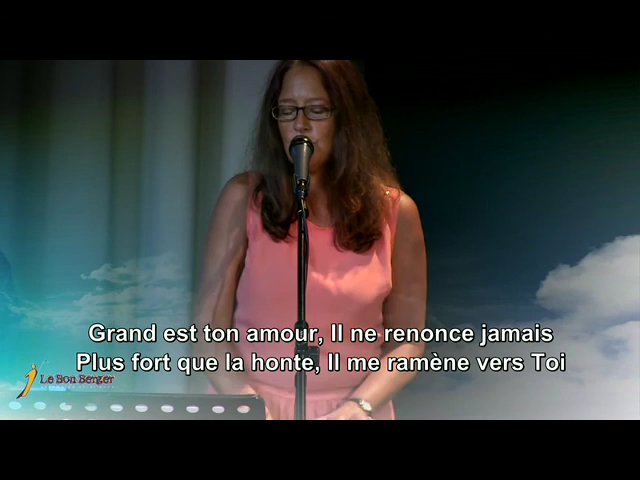 Grand est ton amour, Il ne renonce jamais
Plus fort que la honte, Il me ramène vers Toi
Le Bon Berger